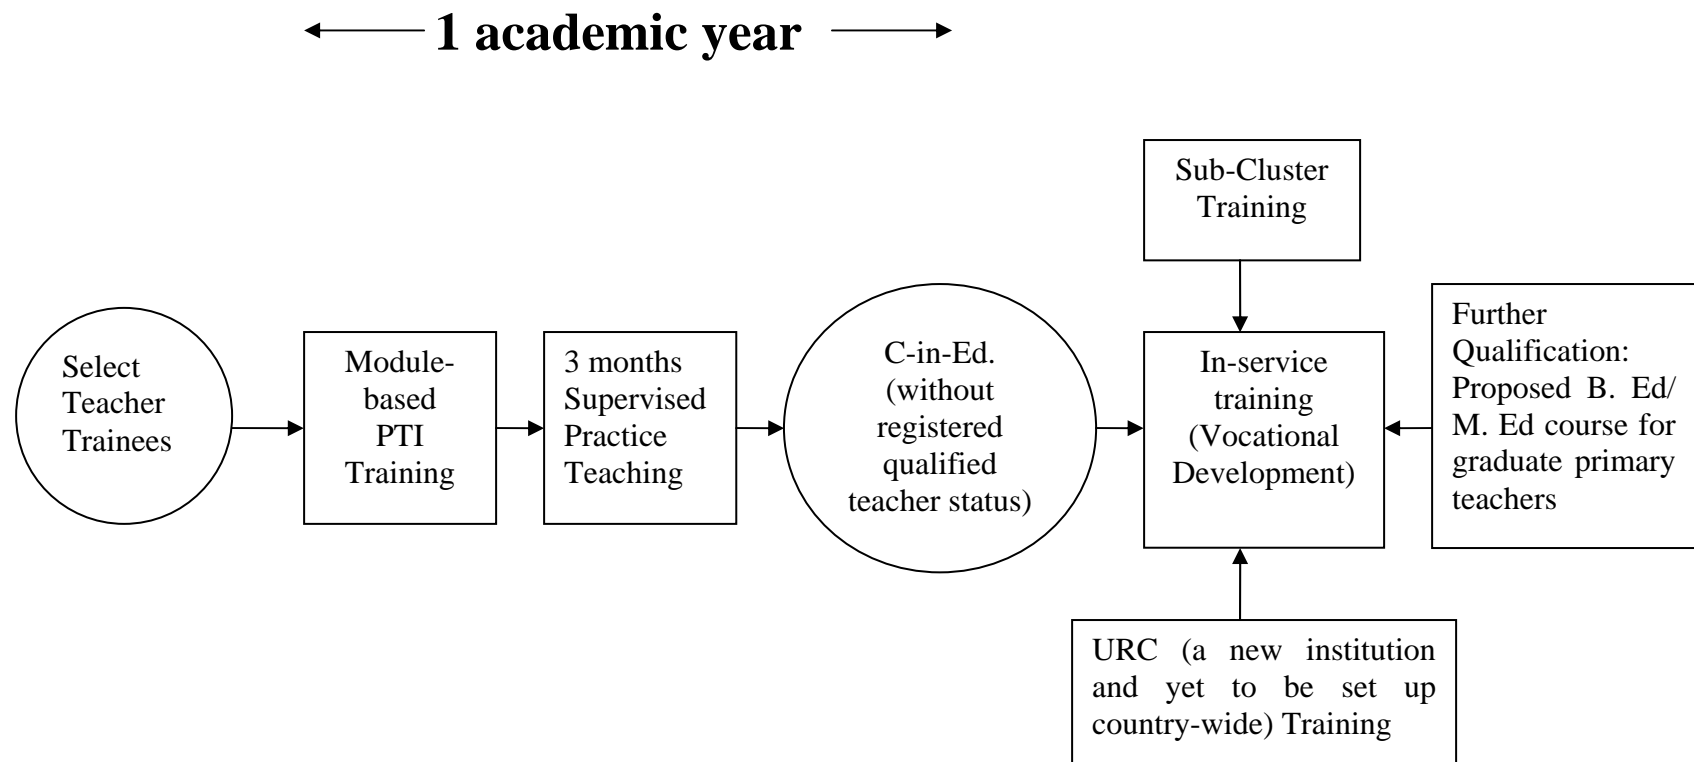 1 academic year
Sub-Cluster
Training
Select
Teacher
Trainees
Module-
based
PTI
Training
3 months
Supervised
Practice
Teaching
C-in-Ed.
(without
registered
qualified
teacher status)
In-service
training
(Vocational
Development)
Further
Qualification:
Proposed B. Ed/
M. Ed course for
graduate primary
teachers
URC (a new institution
and yet to be set up
country-wide) Training